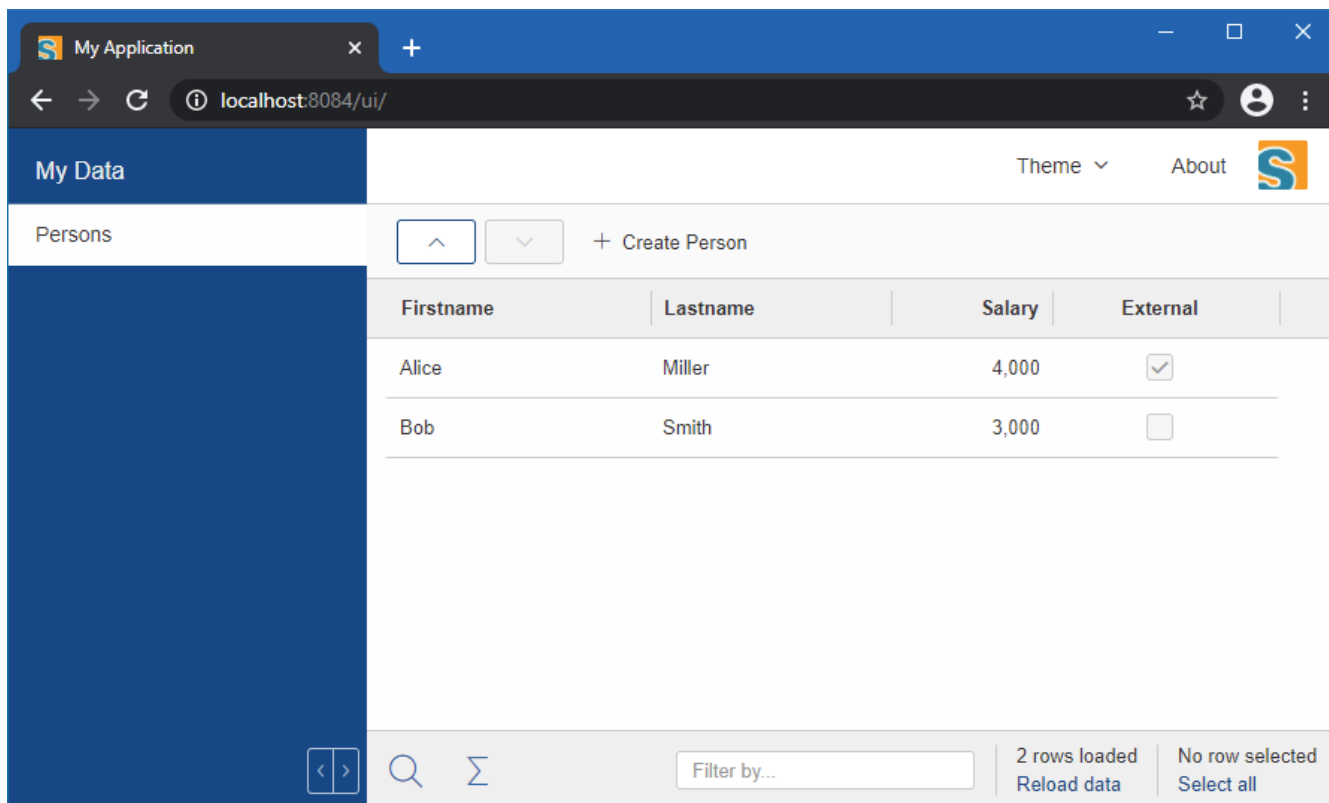 My Application
localhost:8084/ui/
My Data
Theme
About
Persons
+ Create Person
Firstname Lastname Salary External
Alice Miller 4,000
Bob Smith 3,000
Filter by...
2 rows loaded
Reload data
No row selected
Select all